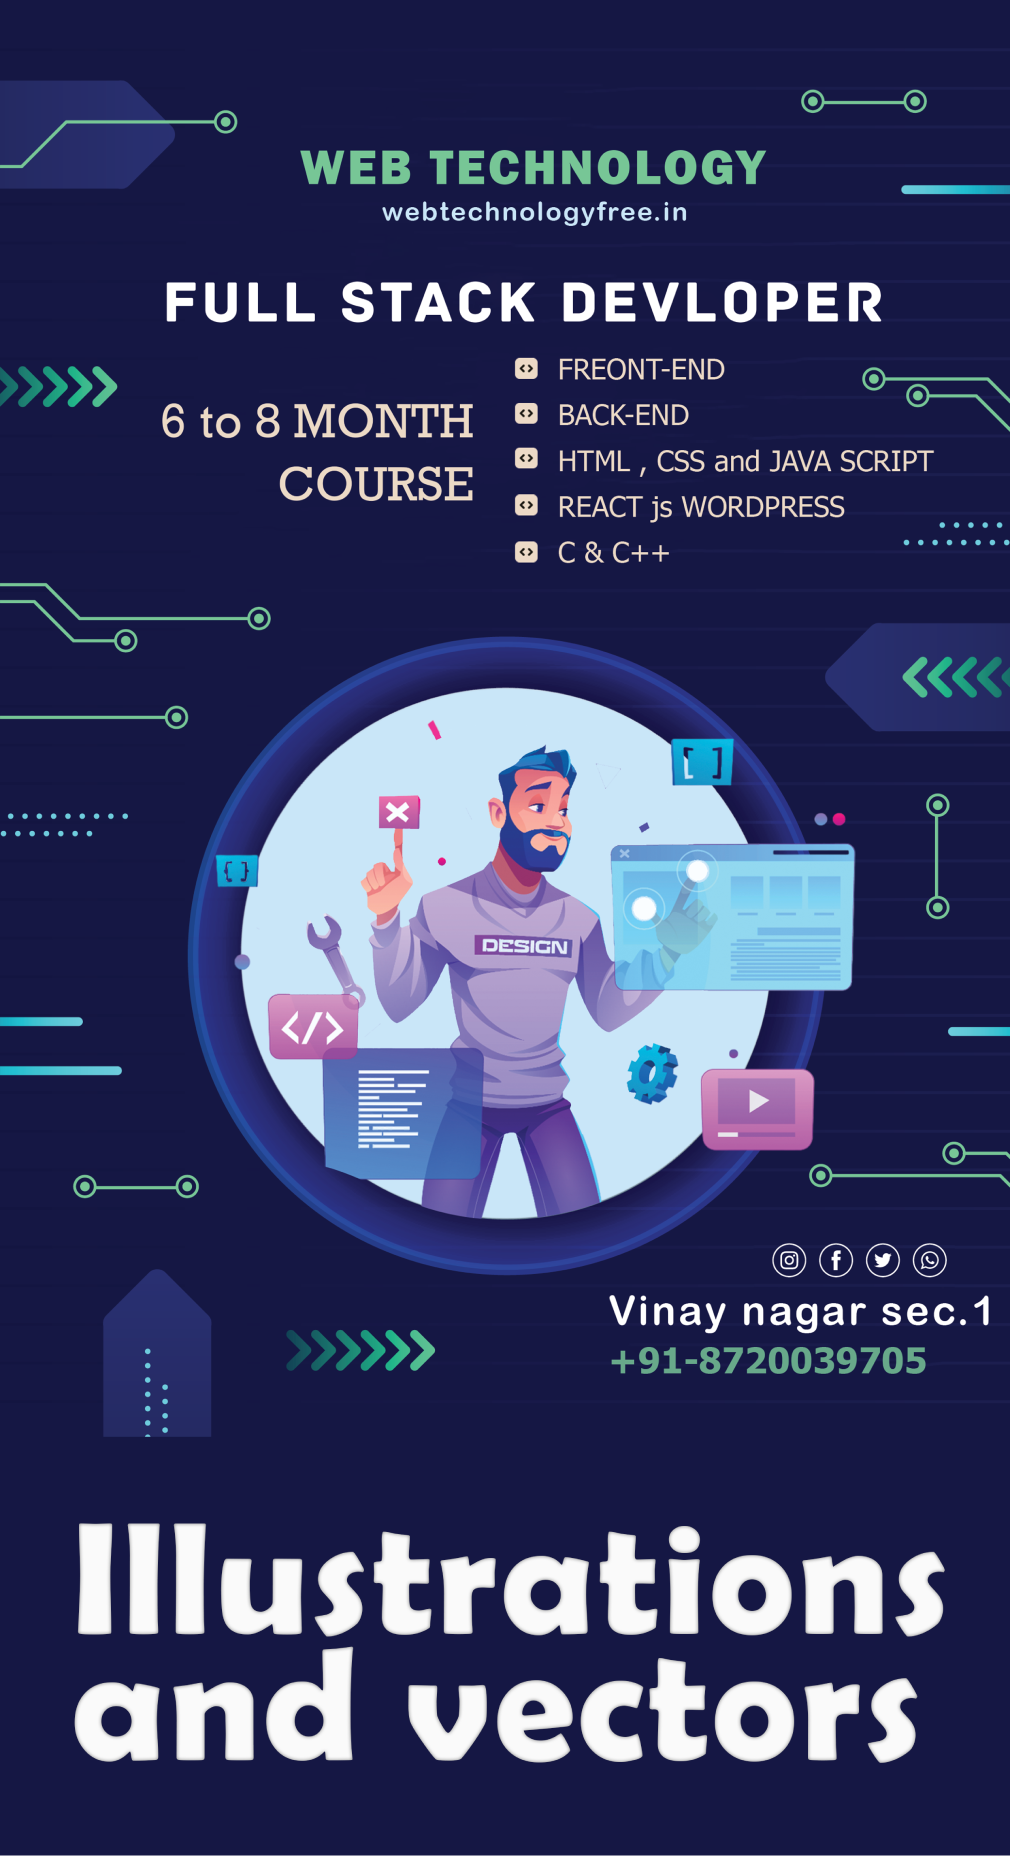 WEB TECHNOLOGY
webtechnologyfree.in
FULL STACK DEVLOPER
6 to 8 MONTH
COURSE
FREONT-END
BACK-END
HTML , CSS and JAVA SCRIPT
REACT js WORDPRESS
C & C++
[ ]
{ }
DESIGN
</>
Vinay nagar sec.1
+91-8720039705
Illustrations
and vectors